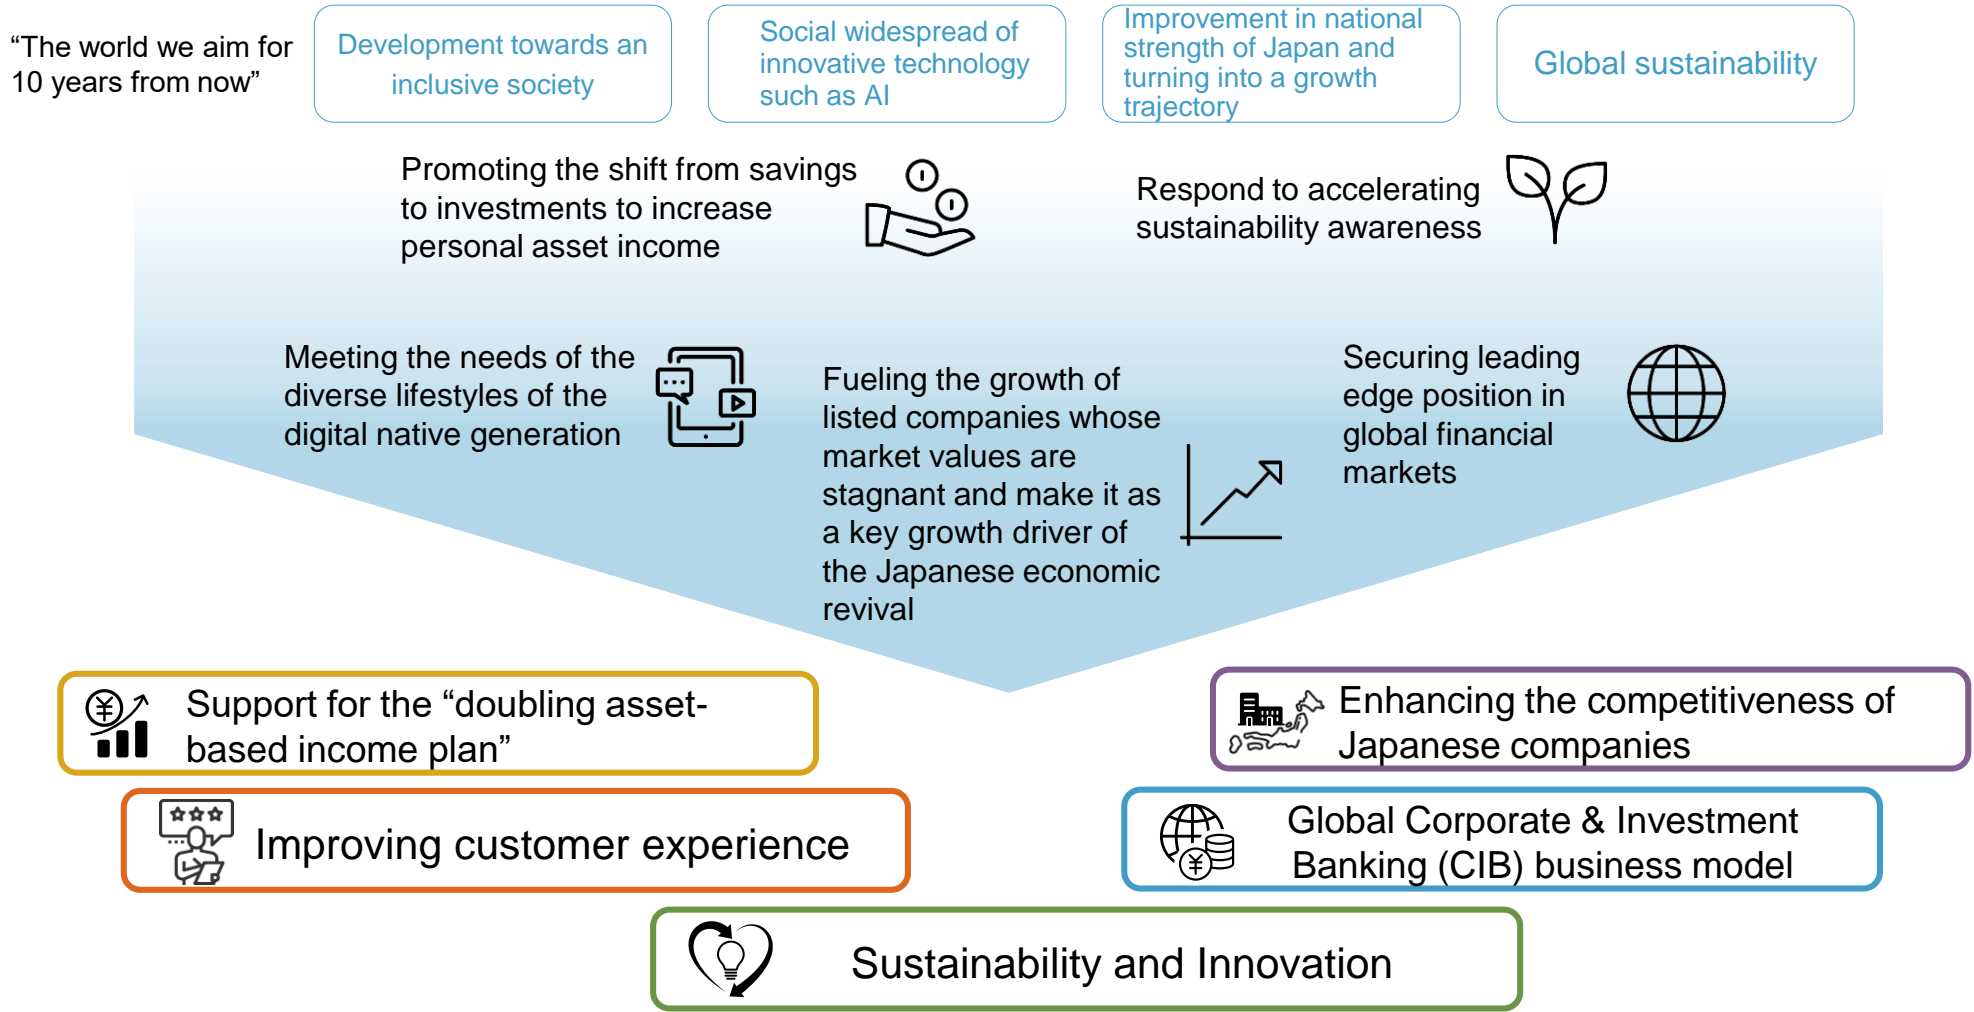 “The world we aim for
10 years from now”
Development towards an
inclusive society
Social widespread of
innovative technology
such as AI
Improvement in national
strength of Japan and
turning into a growth
trajectory
Global sustainability
Promoting the shift from savings
to investments to increase
personal asset income
Respond to accelerating
sustainability awareness
Meeting the needs of the
diverse lifestyles of the
digital native generation
Fueling the growth of
listed companies whose
market values are
stagnant and make it as
a key growth driver of
the Japanese economic
revival
Securing leading
edge position in
global financial
markets
Support for the “doubling asset-
based income plan”
Enhancing the competitiveness of
Japanese companies
Improving customer experience
Global Corporate & Investment
Banking (CIB) business model
Sustainability and Innovation